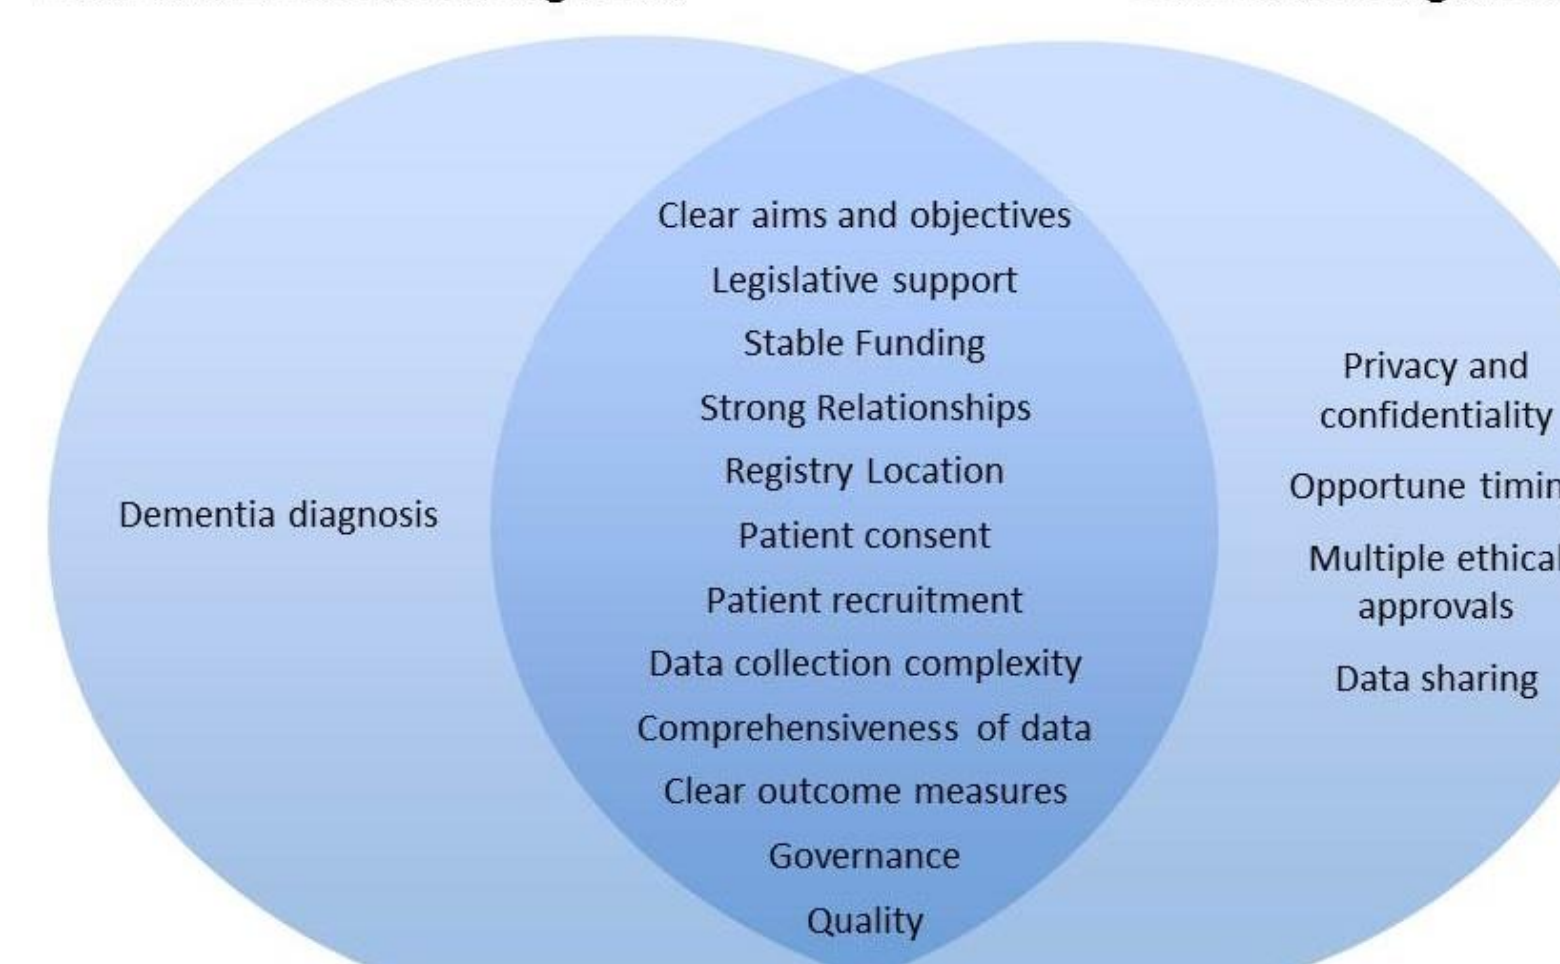 Dementia diagnosis
Clear aims and objectives
Legislative support
Stable Funding
Strong Relationships
Registry Location
Patient consent
Patient recruitment
Data collection complexity
Comprehensiveness of data
Clear outcome measures
Governance
Quality
Privacy and
confidentiality
Opportune timin
Multiple ethical
approvals
Data sharing